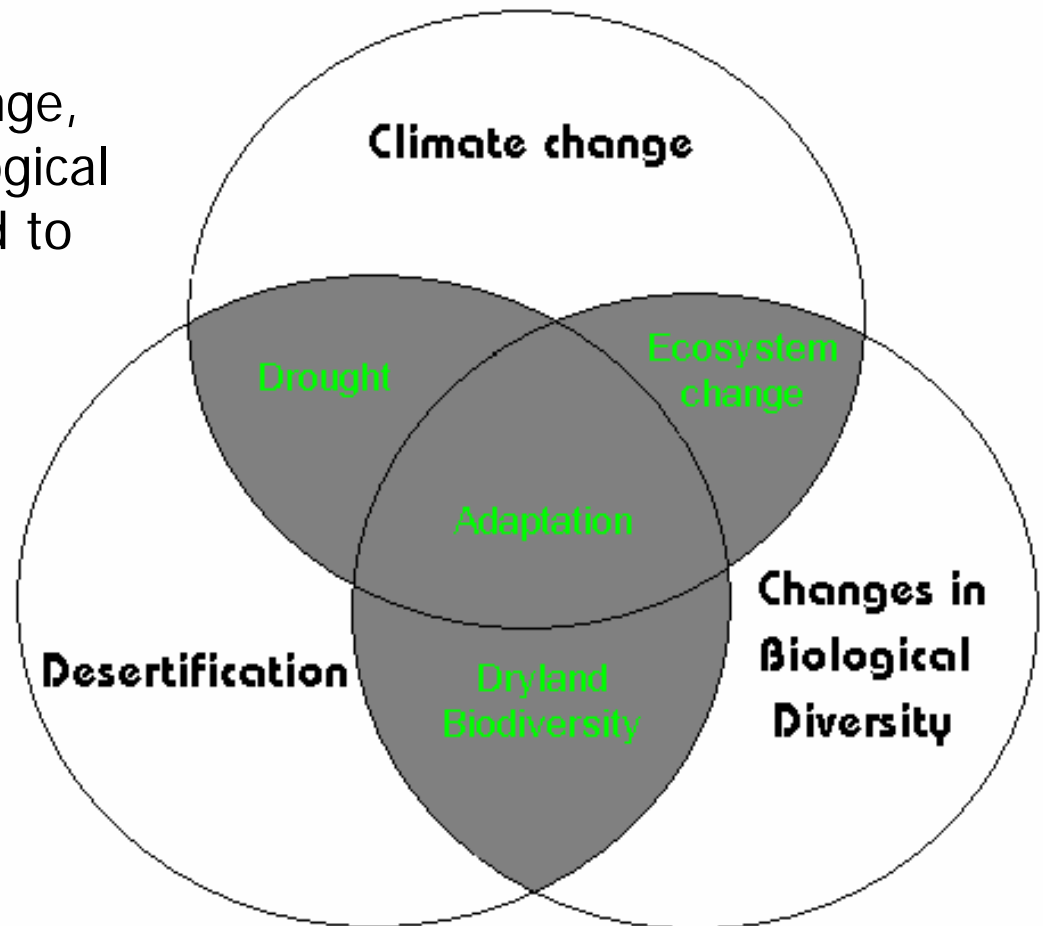 nge,
ogical
d to
Climate change
Drought
Ecosystem
change
Adaptation
Desertification
Changes in
Biological
Diversity
Dryland
Biodiversity